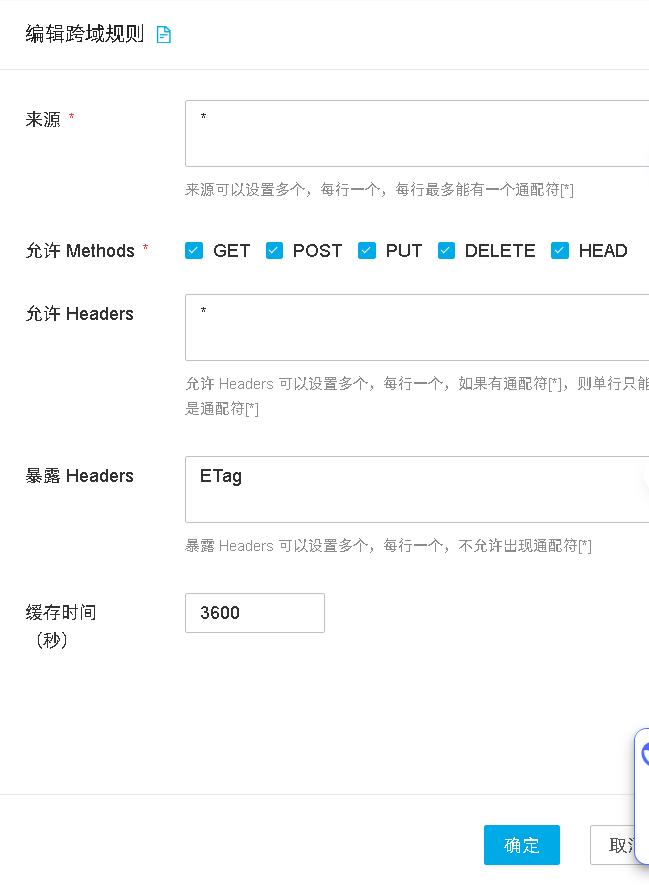 编辑跨域规则
来源 *
*
来源可以设置多个，每行一个，每行最多能有一个通配符[*]
允许 Methods * GET POST PUT DELETE HEAD
允许 Headers
*
允许 Headers 可以设置多个，每行一个，如果有通配符[*]，则单行只能
是通配符[*]
暴露 Headers
ETag
暴露 Headers 可以设置多个，每行一个，不允许出现通配符[*]
缓存时间
（秒）
3600
确定
取